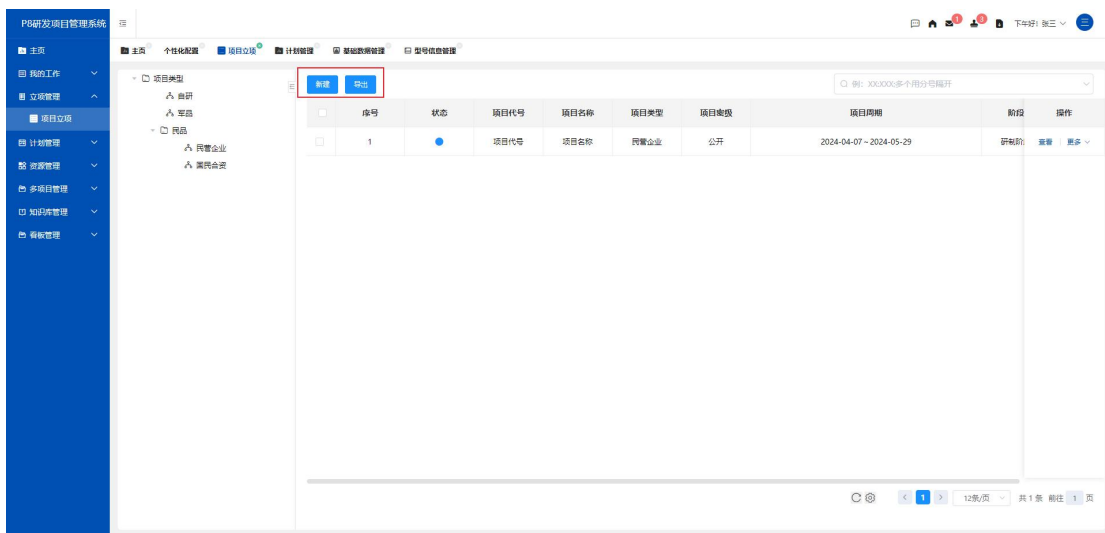 P8研发项目管理系统
1 3 下午好! 张三 三
主页
我的工作
立项管理
项目立项
计划管理
资源管理
多项目管理
知识库管理
看板管理
主页 个性化配置 项目立项 计划管理 基础数据管理 型号信息管理
项目类型
自研
军品
民品
民营企业
国民合资
新建 导出 例：XX;XXX;多个用分号隔开
序号 状态 项目代号 项目名称 项目类型 项目密级 项目周期 阶段 操作
1 项目代号 项目名称 民营企业 公开 2024-04-07 ~ 2024-05-29 研制阶 查看 更多
1 12条/页 共 1 条 前往 1 页